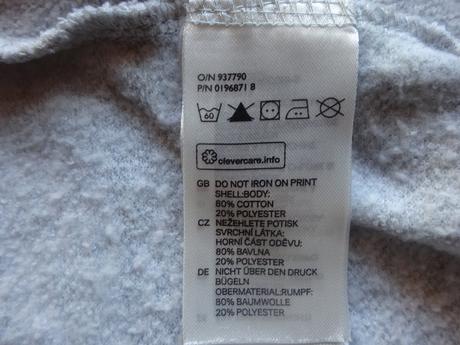 O/N 937790
P/N 0196871 8
60
clevercare.info
GB DO NOT IRON ON PRINT
SHELL:BODY:
80% COTTON
20% POLYESTER
CZ NEŽEHLETE POTISK
SVRCHNÍ LÁTKA:
HORNÍ ČÁST ODĚVU:
80% BAVLNA
20% POLYESTER
DE NICHT ÜBER DEN DRUCK
BÜGELN
OBERMATERIAL:RUMPF:
80% BAUMWOLLE
20% POLYESTER